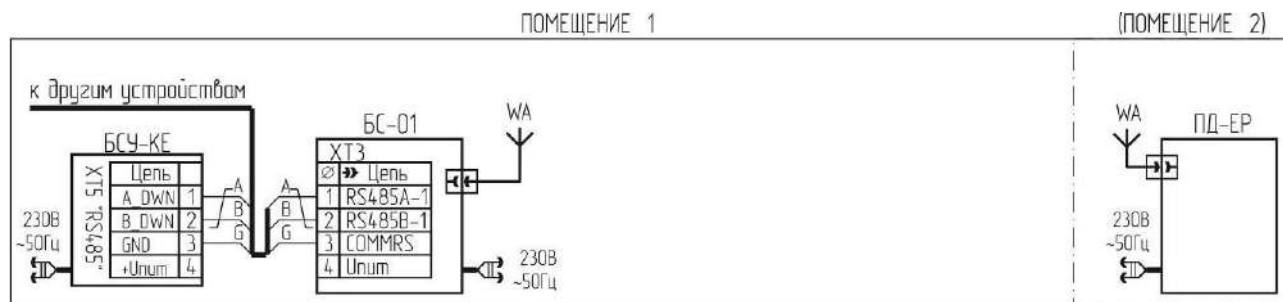 ПОМЕЩЕНИЕ 1
(ПОМЕЩЕНИЕ 2)
к другим устройствам
БСУ-КЕ
ХТ5 "RS485"
Цепь
A_DWN 1
B_DWN 2
GND 3
+Uпит 4
230В
~50Гц
A
B
G
A
B
G
БС-01
ХТ3
Ø Цепь
1 RS485A-1
2 RS485B-1
3 COMMRS
4 Uпит
WA
230В
~50Гц
WA
ПД-ЕР
230В
~50Гц